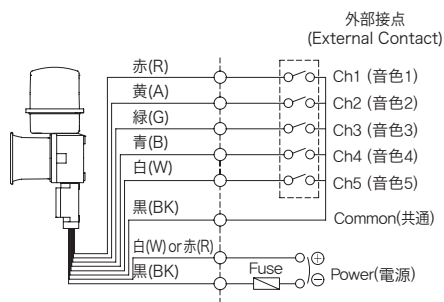 外部接点
(External Contact)
赤(R)
Ch1 (音色1)
黄(A)
Ch2 (音色2)
緑(G)
Ch3 (音色3)
青(B)
Ch4 (音色4)
白(W)
Ch5 (音色5)
黒(BK)
Common(共通)
白(W) or 赤(R)
黒(BK)
Fuse
⊕
⊖
Power(電源)